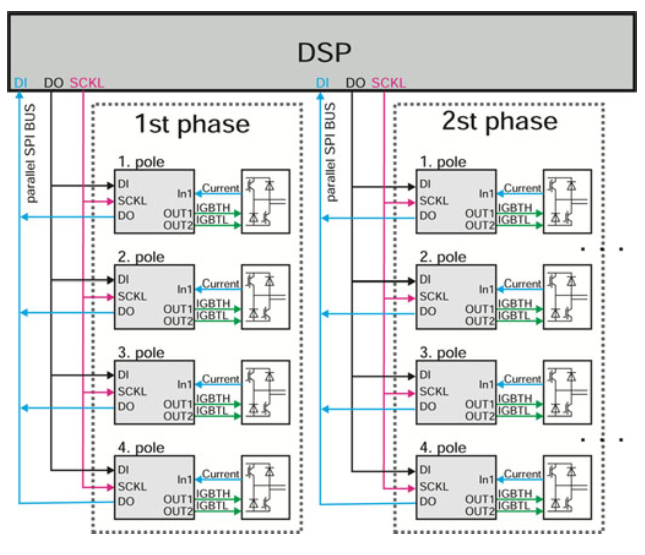 DSP
DI DO SCKL DI DO SCKL
parallel SPI BUS
1st phase
1. pole
DI
SCKL
DO
In1
OUT1
OUT2
Current
IGBTH
IGBTL
2. pole
DI
SCKL
DO
In1
OUT1
OUT2
Current
IGBTH
IGBTL
3. pole
DI
SCKL
DO
In1
OUT1
OUT2
Current
IGBTH
IGBTL
4. pole
DI
SCKL
DO
In1
OUT1
OUT2
Current
IGBTH
IGBTL
parallel SPI BUS
2st phase
1. pole
DI
SCKL
DO
In1
OUT1
OUT2
Current
IGBTH
IGBTL
2. pole
DI
SCKL
DO
In1
OUT1
OUT2
Current
IGBTH
IGBTL
3. pole
DI
SCKL
DO
In1
OUT1
OUT2
Current
IGBTH
IGBTL
4. pole
DI
SCKL
DO
In1
OUT1
OUT2
Current
IGBTH
IGBTL
. . .
. . .